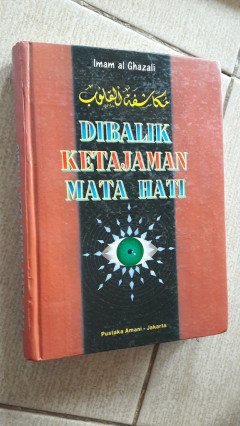 Imam al Ghazali
مكاشفة القلوب
DIBALIK
KETAJAMAN
MATA HATI
Pustaka Amani - Jakarta